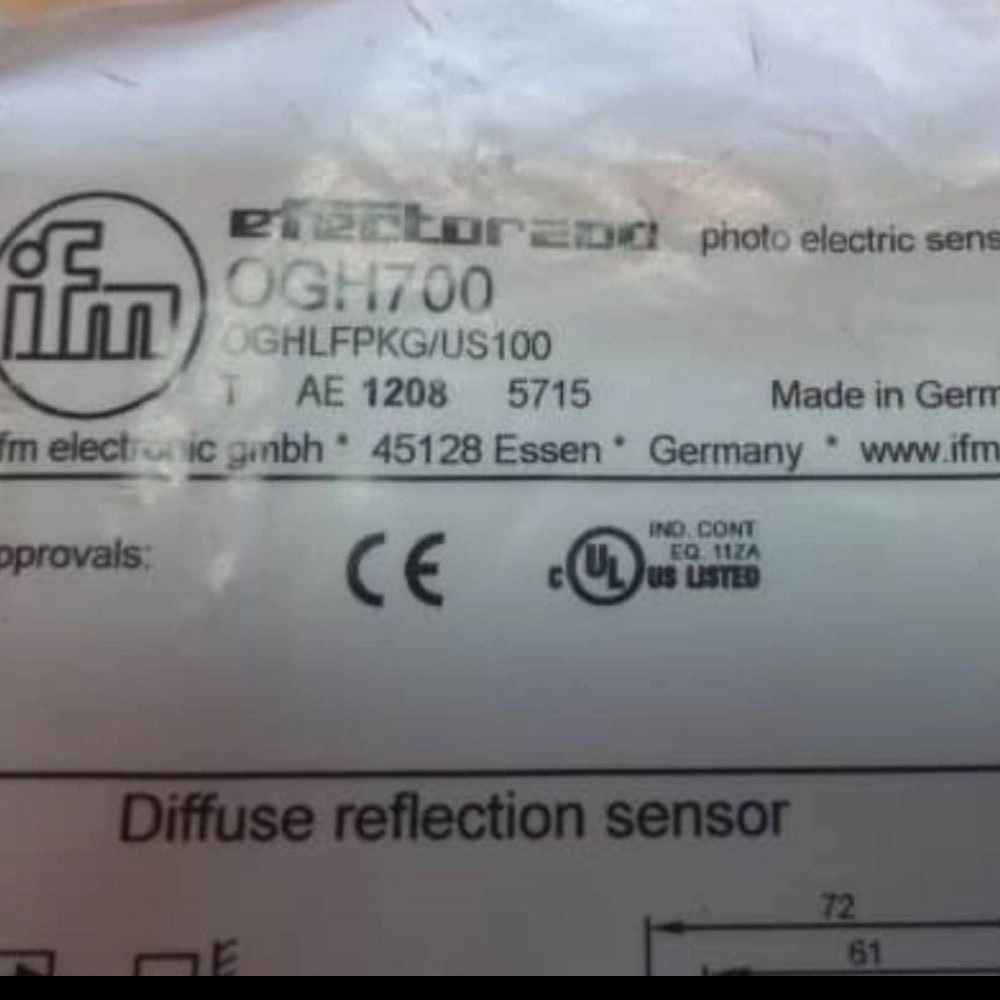 ifm
efector200 photo electric sens
OGH700
OGHLFPKG/US100
T AE 1208 5715 Made in Germ
fm electronic gmbh * 45128 Essen * Germany * www.ifm
pprovals:
CE
c UL US LISTED
IND. CONT
EQ. 11ZA
Diffuse reflection sensor
72
61